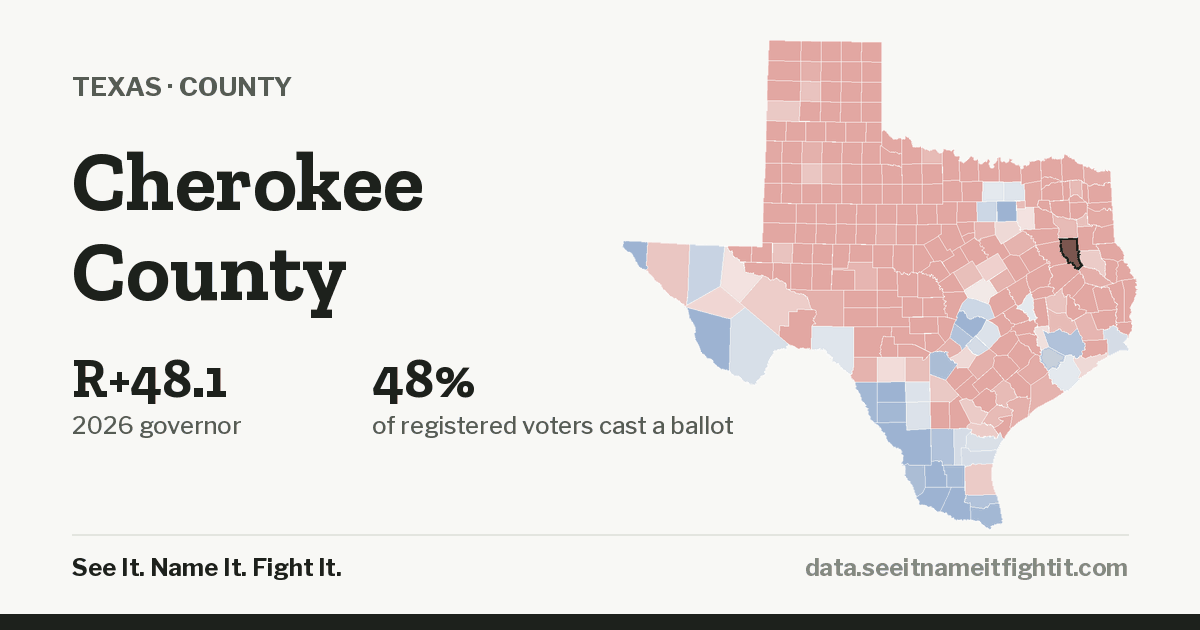 TEXAS · COUNTY
Cherokee
County
R+48.1
2026 governor
48%
of registered voters cast a ballot
See It. Name It. Fight It.
data.seeitnameitfightit.com